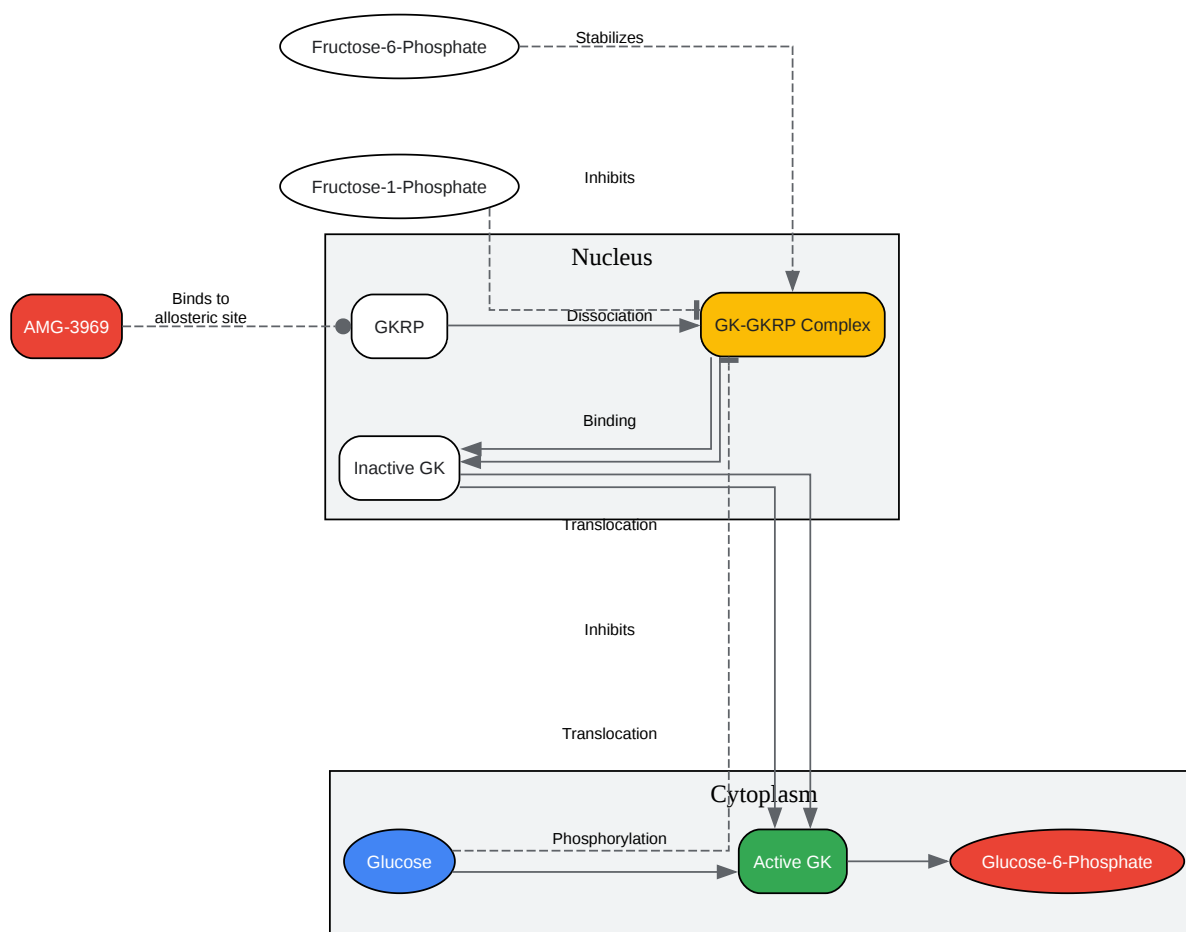 Stabilizes
Fructose-6-Phosphate
Inhibits
Fructose-1-Phosphate
Nucleus
Binds to
allosteric site
AMG-3969
GKRP
Dissociation
GK-GKRP Complex
Binding
Inactive GK
Translocation
Inhibits
Translocation
Cytoplasm
Phosphorylation
Glucose
Active GK
Glucose-6-Phosphate